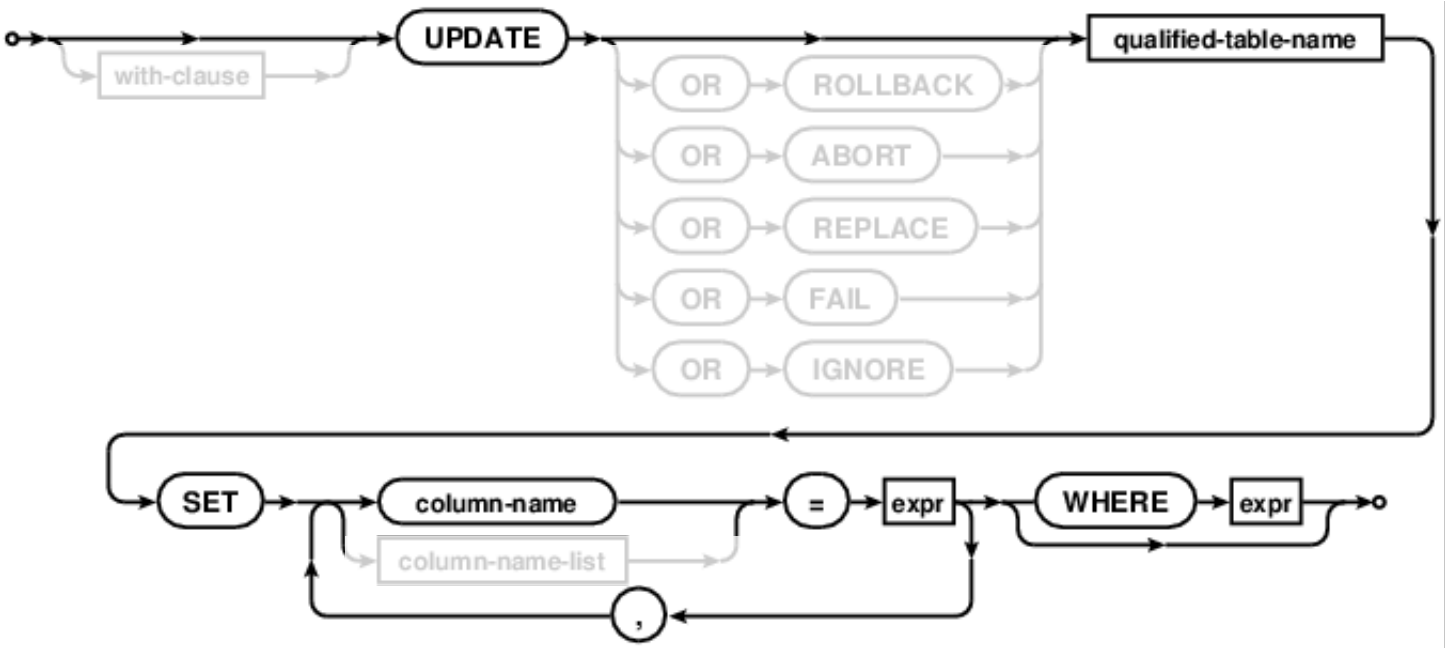 UPDATE qualified-table-name
with-clause
OR ROLLBACK
OR ABORT
OR REPLACE
OR FAIL
OR IGNORE
SET column-name = expr WHERE expr
column-name-list
,